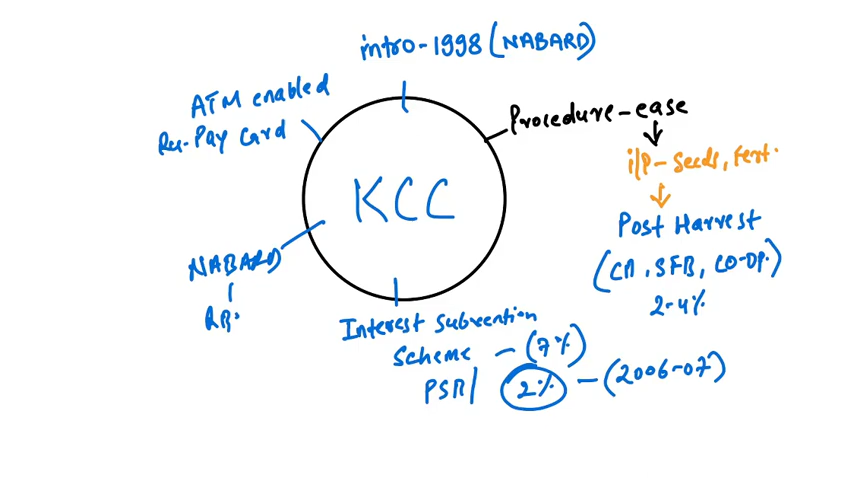 intro-1998 (NABARD)
ATM enabled
Ru-Pay Card
Procedure-ease
i/p-Seeds, Fert.
Post Harvest
(CB, SFB, CO-OP.)
2-4%
KCC
NABARD
RB
Interest Subvention
Scheme - (7%)
PSB/ 2% - (2006-07)